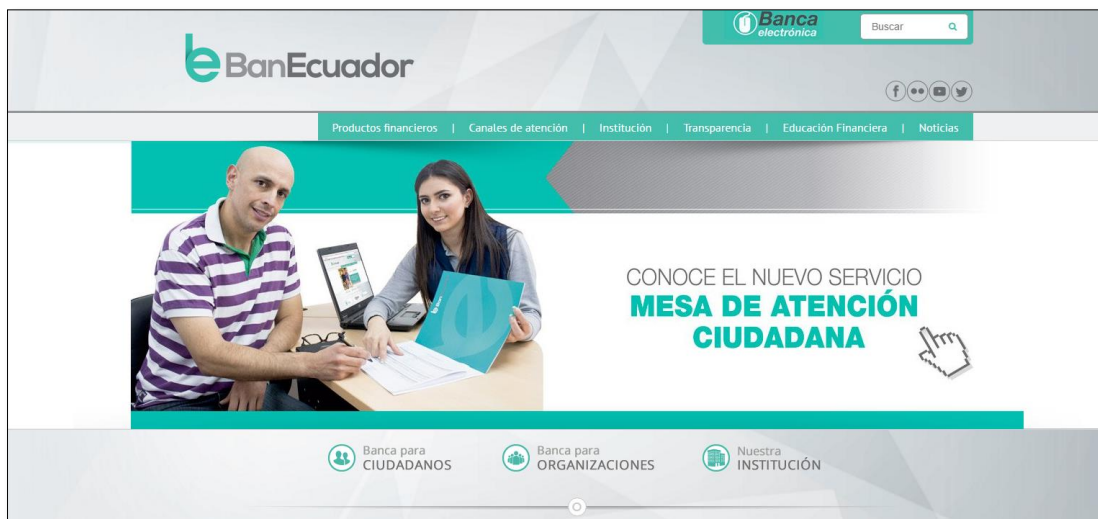 Banca
electrónica
Buscar
BanEcuador
Productos financieros | Canales de atención | Institución | Transparencia | Educación Financiera | Noticias
CONOCE EL NUEVO SERVICIO
MESA DE ATENCIÓN
CIUDADANA
Banca para
CIUDADANOS
Banca para
ORGANIZACIONES
Nuestra
INSTITUCIÓN